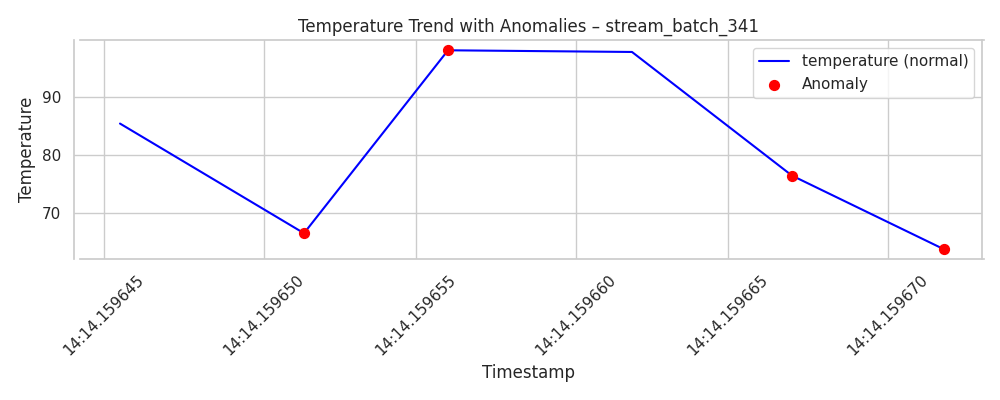 Temperature Trend with Anomalies – stream_batch_341
temperature (normal)
Anomaly
Temperature
90
80
70
14:14.159645
14:14.159650
14:14.159655
14:14.159660
14:14.159665
14:14.159670
Timestamp